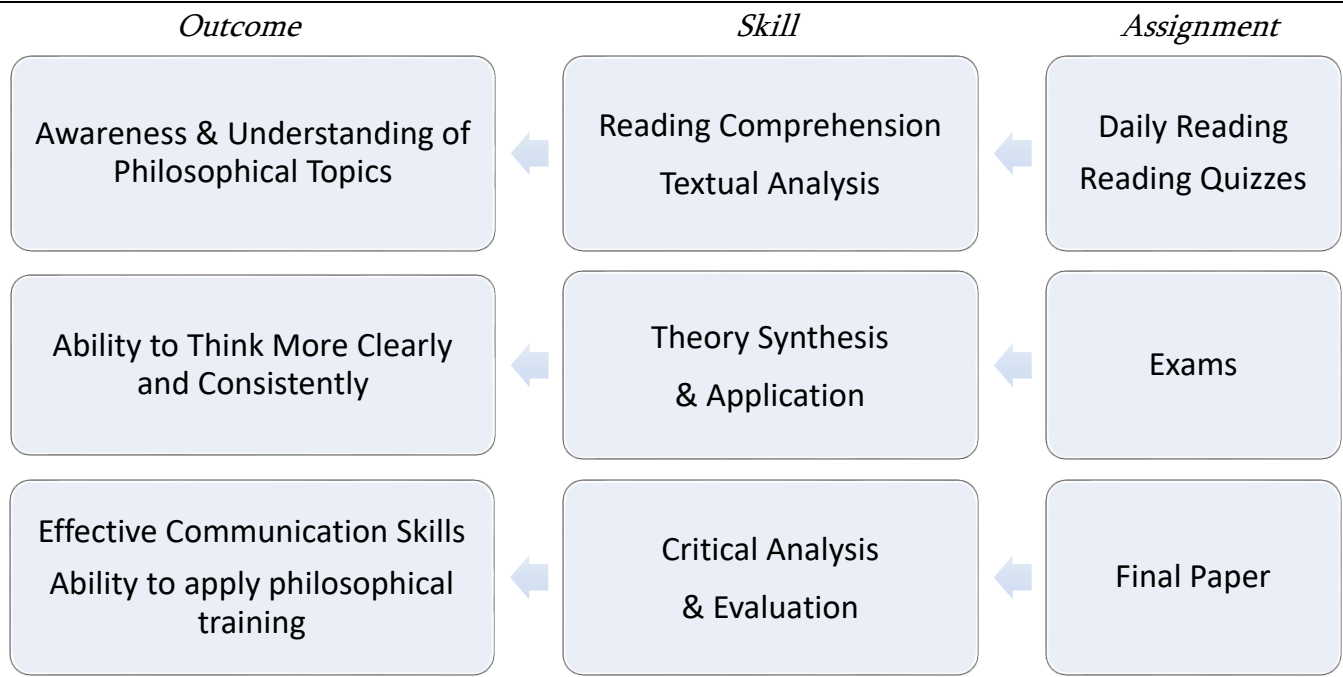 Outcome
Skill
Assignment
Awareness & Understanding of
Philosophical Topics
Reading Comprehension
Textual Analysis
Daily Reading
Reading Quizzes
Ability to Think More Clearly
and Consistently
Theory Synthesis
& Application
Exams
Effective Communication Skills
Ability to apply philosophical
training
Critical Analysis
& Evaluation
Final Paper